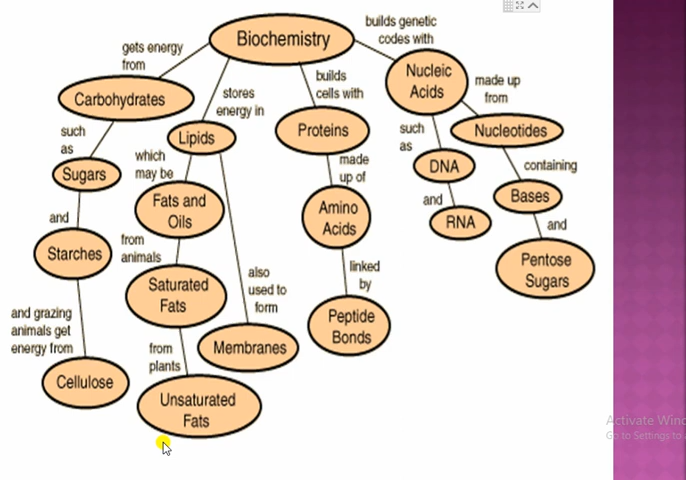 Biochemistry
builds genetic
codes with
gets energy
from
Carbohydrates
such
as
Sugars
and
Starches
and grazing
animals get
energy from
Cellulose
stores
energy in
Lipids
which
may be
Fats and
Oils
from
animals
Saturated
Fats
from
plants
Unsaturated
Fats
also
used to
form
Membranes
builds
cells with
Proteins
made
up of
Amino
Acids
linked
by
Peptide
Bonds
Nucleic
Acids
such
as
DNA
and
RNA
made up
from
Nucleotides
containing
Bases
and
Pentose
Sugars
Activate Wind
Go to Settings to